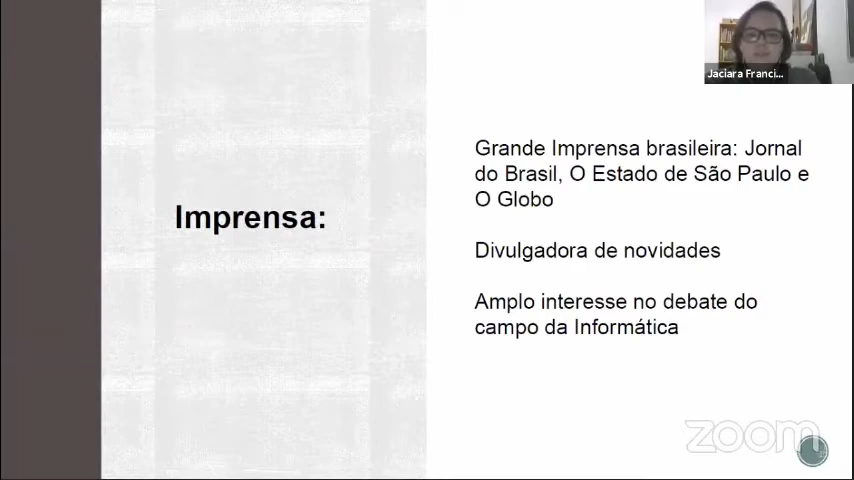 Jaciara Franci...
Imprensa:
Grande Imprensa brasileira: Jornal
do Brasil, O Estado de São Paulo e
O Globo
Divulgadora de novidades
Amplo interesse no debate do
campo da Informática
zoom